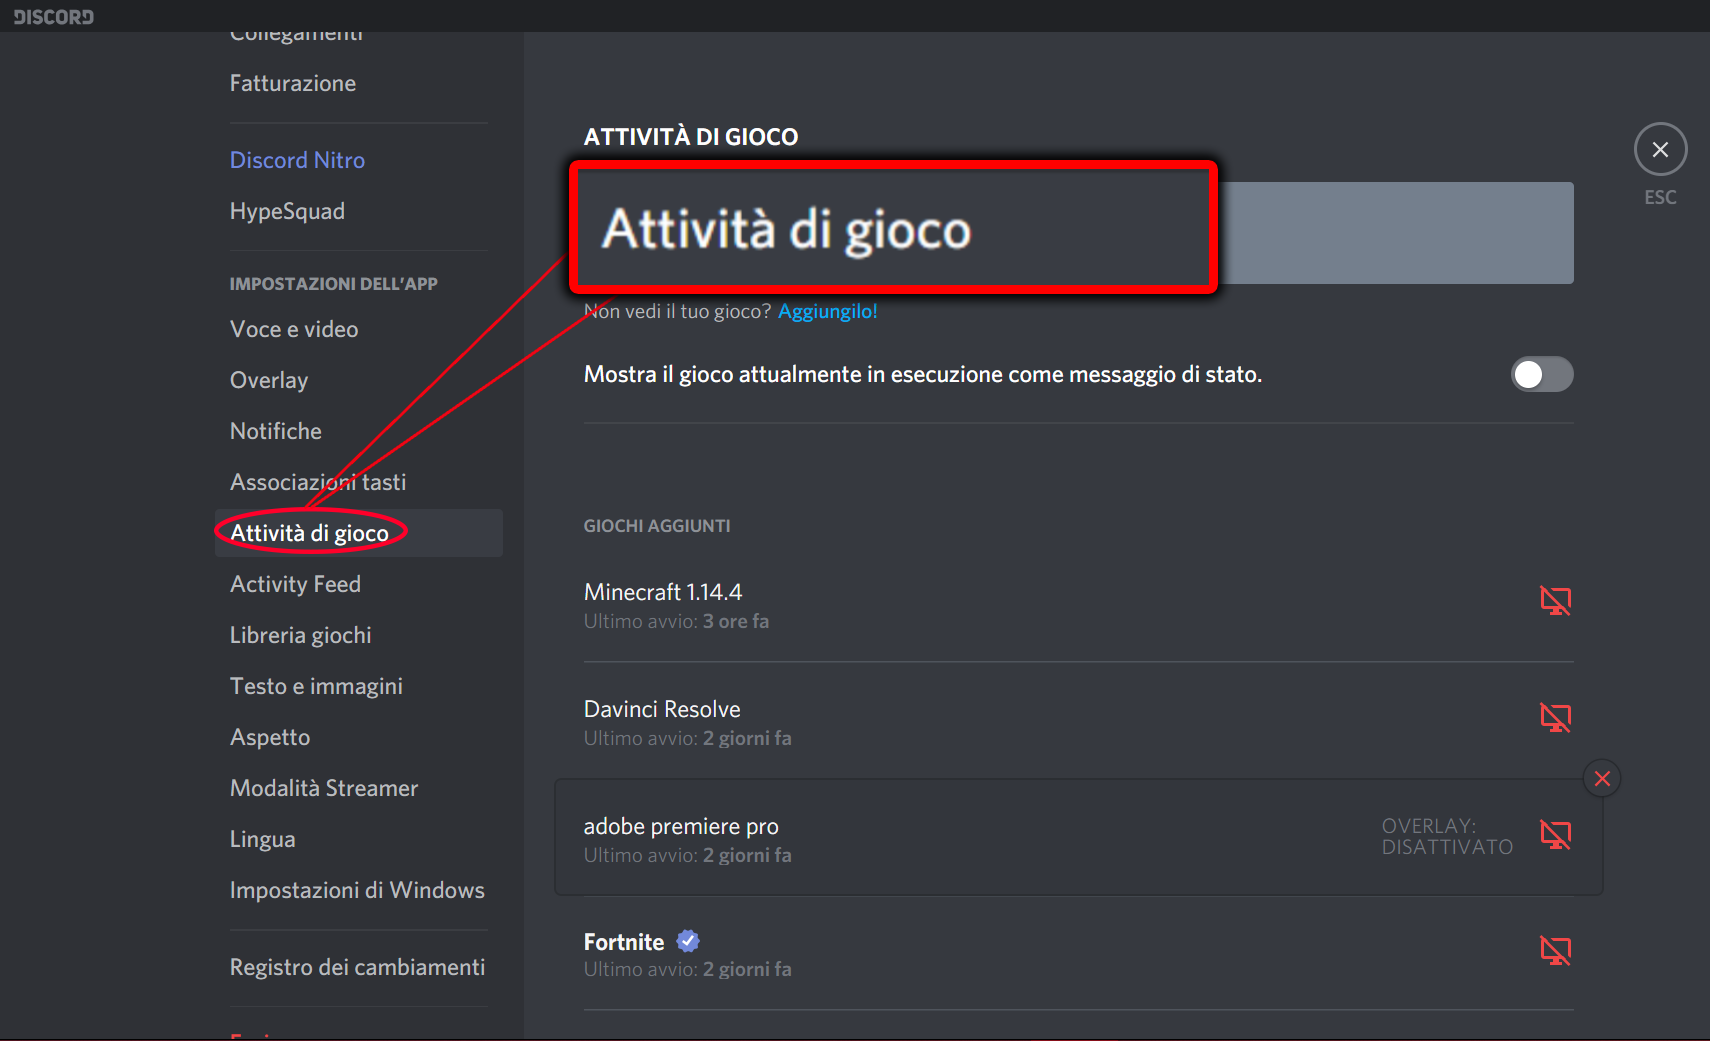 DISCORD
Collegamenti
Fatturazione
Discord Nitro
HypeSquad
IMPOSTAZIONI DELL'APP
Voce e video
Overlay
Notifiche
Associazioni tasti
Attività di gioco
Activity Feed
Libreria giochi
Testo e immagini
Aspetto
Modalità Streamer
Lingua
Impostazioni di Windows
Registro dei cambiamenti
ATTIVITÀ DI GIOCO
Attività di gioco
ESC
Non vedi il tuo gioco? Aggiungilo!
Mostra il gioco attualmente in esecuzione come messaggio di stato.
GIOCHI AGGIUNTI
Minecraft 1.14.4
Ultimo avvio: 3 ore fa
Davinci Resolve
Ultimo avvio: 2 giorni fa
adobe premiere pro
Ultimo avvio: 2 giorni fa
OVERLAY:
DISATTIVATO
Fortnite
Ultimo avvio: 2 giorni fa